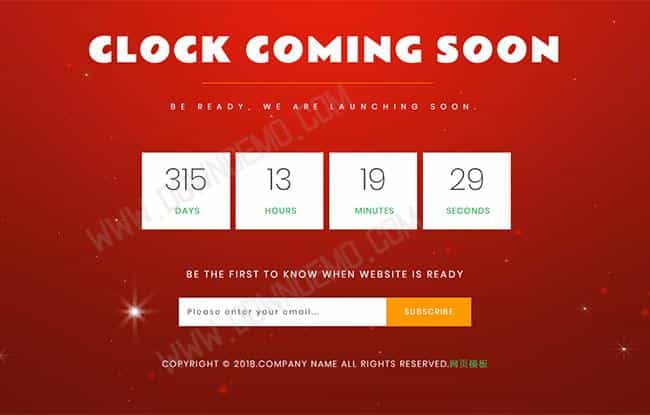 CLOCK COMING SOON
BE READY, WE ARE LAUNCHING SOON.
315 13 19 29
DAYS HOURS MINUTES SECONDS
BE THE FIRST TO KNOW WHEN WEBSITE IS READY
Please enter your email... SUBSCRIBE
COPYRIGHT © 2018.COMPANY NAME ALL RIGHTS RESERVED.网页模板
WWW.DOWNDEMO.COM
WWW.DOWNDEMO.COM